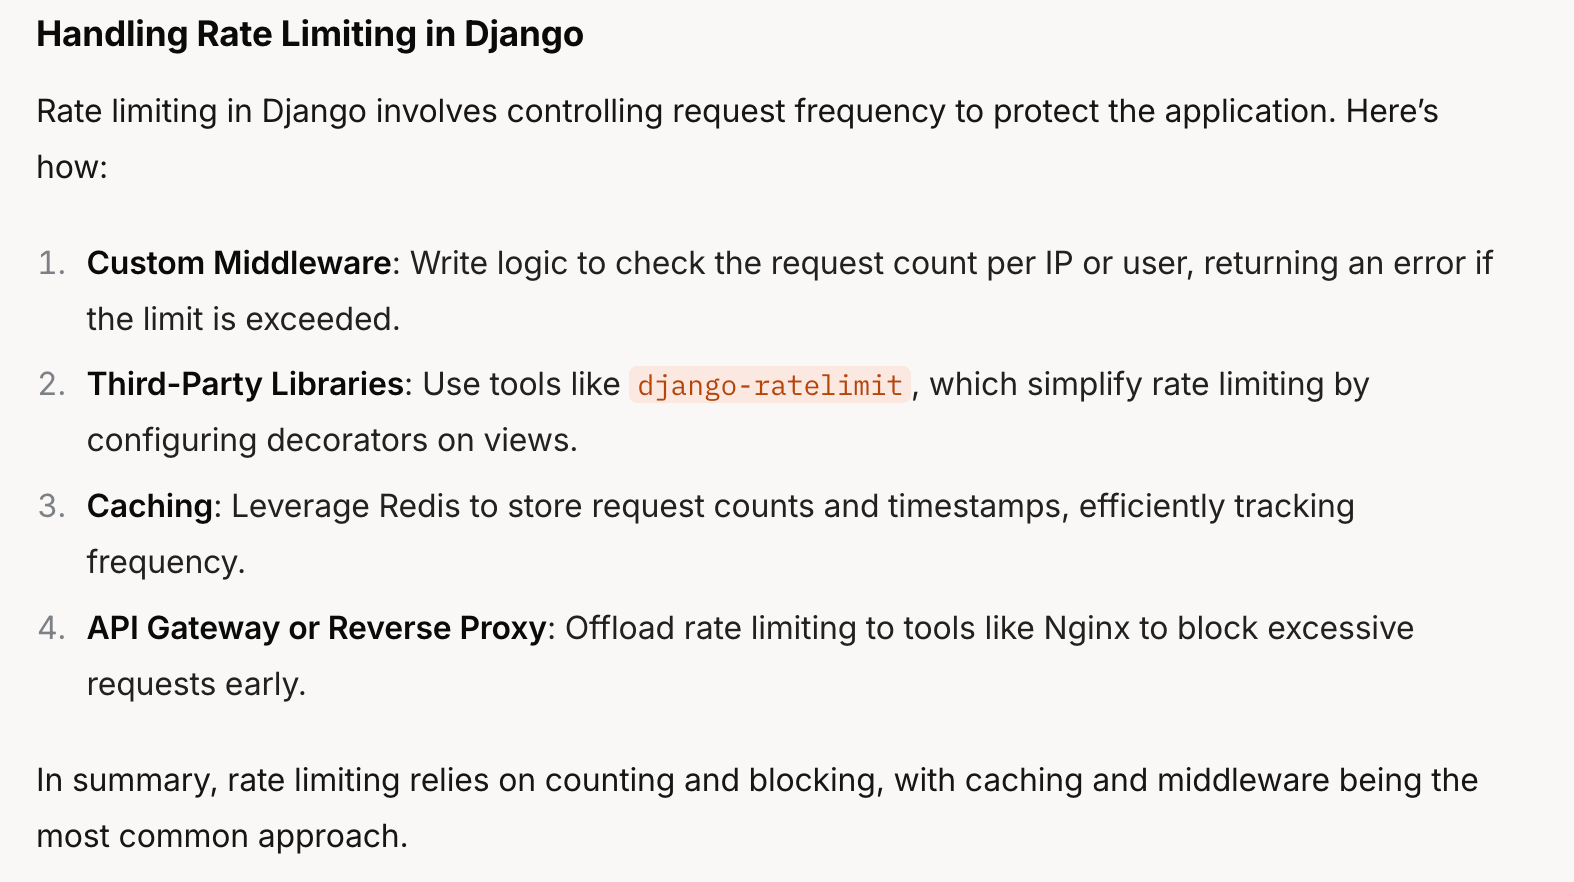 Handling Rate Limiting in Django
Rate limiting in Django involves controlling request frequency to protect the application. Here’s
how:
1. Custom Middleware: Write logic to check the request count per IP or user, returning an error if
the limit is exceeded.
2. Third-Party Libraries: Use tools like django-ratelimit, which simplify rate limiting by
configuring decorators on views.
3. Caching: Leverage Redis to store request counts and timestamps, efficiently tracking
frequency.
4. API Gateway or Reverse Proxy: Offload rate limiting to tools like Nginx to block excessive
requests early.
In summary, rate limiting relies on counting and blocking, with caching and middleware being the
most common approach.